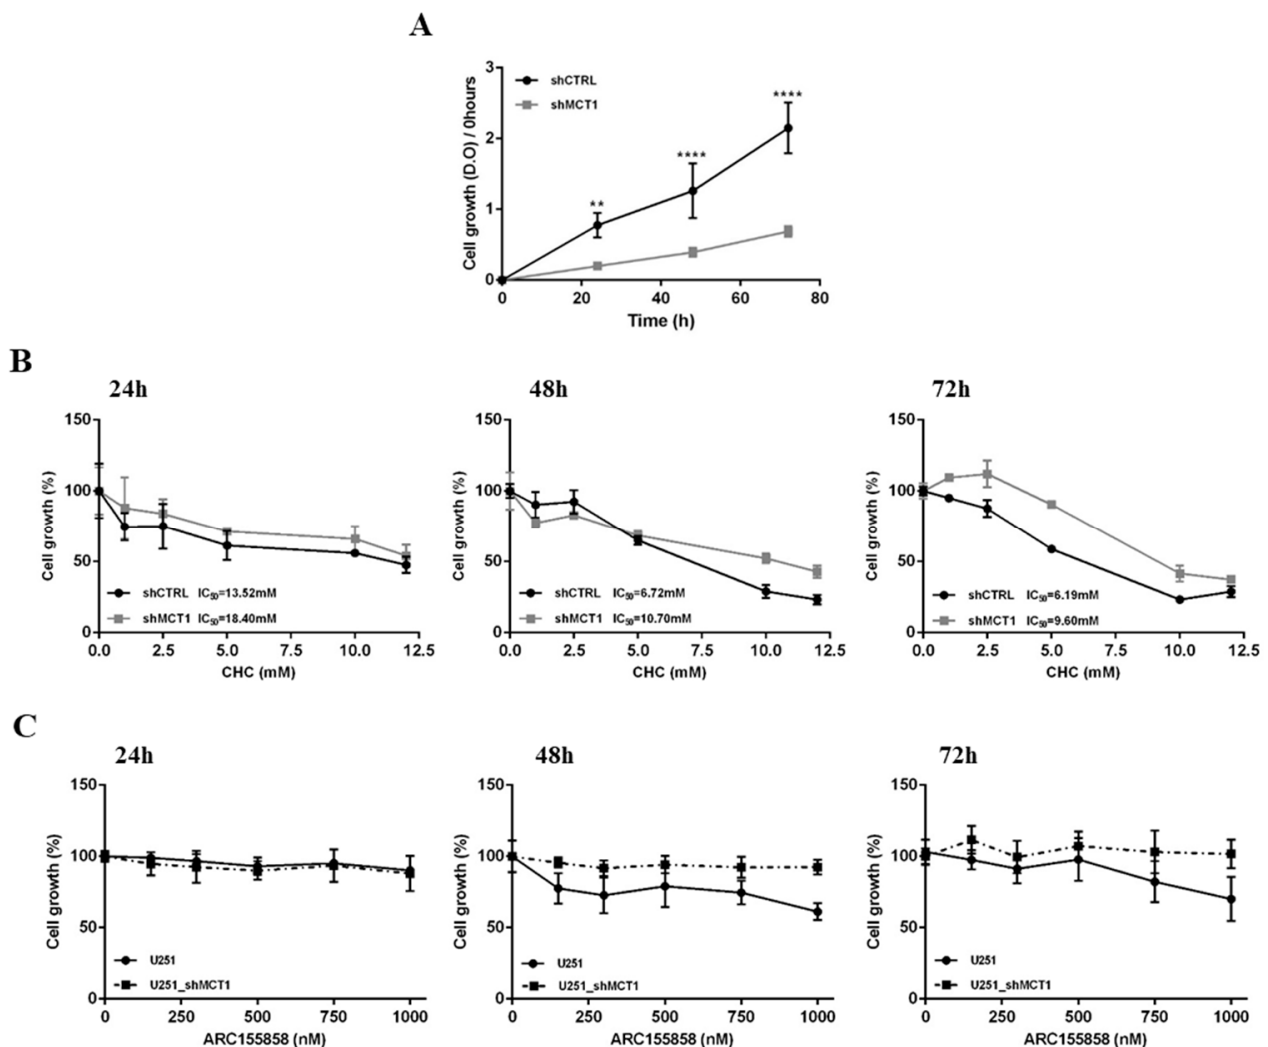 A
Cell growth (D.O) / 0hours
3
2
1
0
shCTRL
shMCT1
**
****
****
0 20 40 60 80
Time (h)
B
24h
Cell growth (%)
150
100
50
0
shCTRL IC50=13.52mM
shMCT1 IC50=18.40mM
0.0 2.5 5.0 7.5 10.0 12.5
CHC (mM)
48h
Cell growth (%)
150
100
50
0
shCTRL IC50=6.72mM
shMCT1 IC50=10.70mM
0.0 2.5 5.0 7.5 10.0 12.5
CHC (mM)
72h
Cell growth (%)
150
100
50
0
shCTRL IC50=6.19mM
shMCT1 IC50=9.60mM
0.0 2.5 5.0 7.5 10.0 12.5
CHC (mM)
C
24h
Cell growth (%)
150
100
50
0
U251
U251_shMCT1
0 250 500 750 1000
ARC155858 (nM)
48h
Cell growth (%)
150
100
50
0
U251
U251_shMCT1
0 250 500 750 1000
ARC155858 (nM)
72h
Cell growth (%)
150
100
50
0
U251
U251_shMCT1
0 250 500 750 1000
ARC155858 (nM)